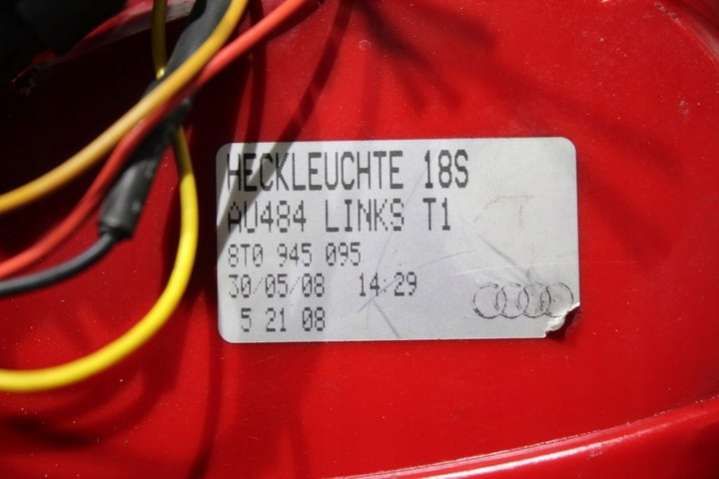 HECKLEUCHTE 18S
AU484 LINKS T1
8T0 945 095
30/05/08 14:29
5 21 08